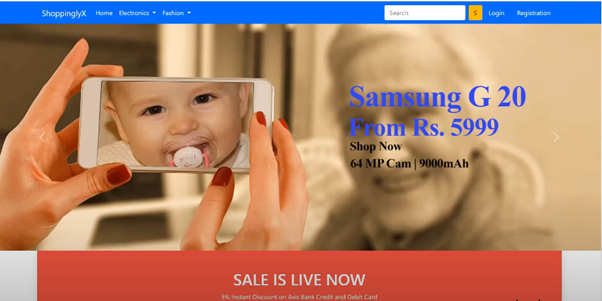 ShoppinglyX Home Electronics Fashion Search S Login Registration
Samsung G 20
From Rs. 5999
Shop Now
64 MP Cam | 9000mAh
SALE IS LIVE NOW
5% Instant Discount on Axis Bank Credit and Debit Card